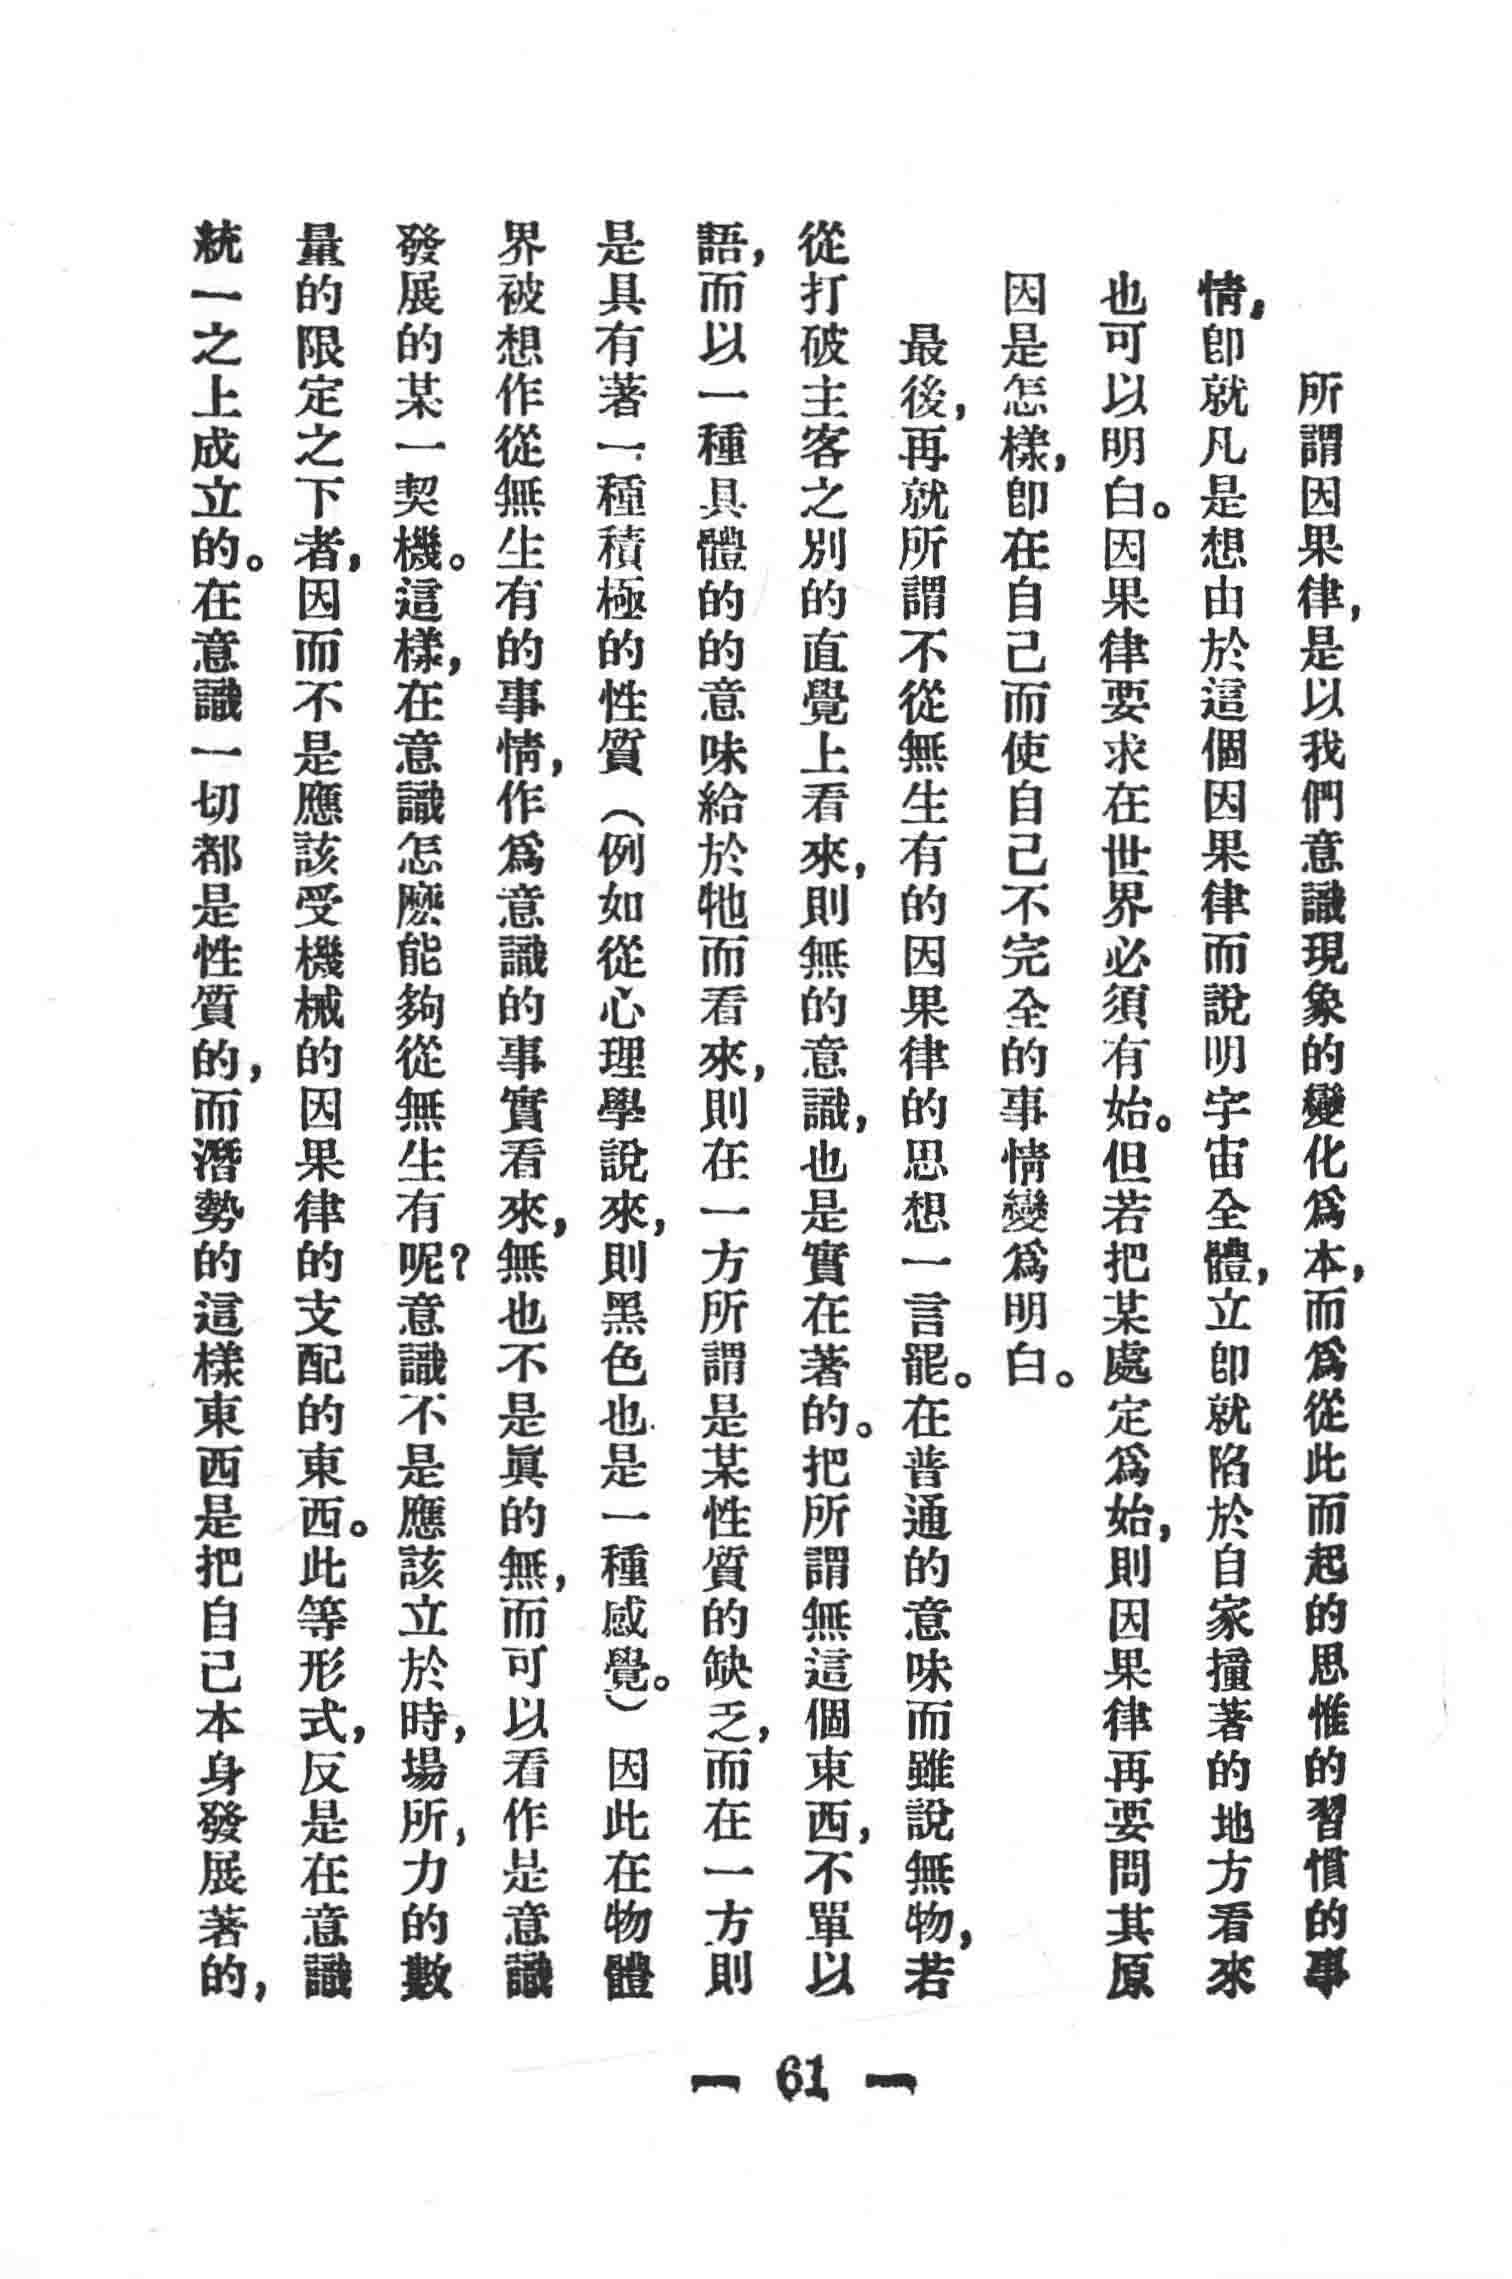 所謂因果律，是以我們意識現象的變化爲本，而爲從此而起的思惟的習慣的事
情，卽就凡是想由於這個因果律而說明宇宙全體，立卽就陷於自家撞著的地方看來
也可以明白。因果律要求在世界必須有始。但若把某處定爲始，則因果律再要問其原
因是怎樣，卽在自己而使自己不完全的事情變爲明白。
最後，再就所謂不從無生有的因果律的思想一言罷。在普通的意味而雖說無物，若
從打破主客之別的直覺上看來，則無的意識，也是實在著的。把所謂無這個東西，不單以
語，而以一種具體的的意味給於牠而看來，則在一方所謂是某性質的缺乏，而在一方則
是具有著一種積極的性質（例如從心理學說來，則黑色也是一種感覺。）因此在物體
界被想作從無生有的事情，作爲意識的事實看來，無也不是眞的無，而可以看作是意識
發展的某一契機。這樣，在意識怎麽能夠從無生有呢？意識不是應該立於時，場所，力的數
量的限定之下者，因而不是應該受機械的因果律的支配的東西。此等形式，反是在意識
統一之上成立的。在意識一切都是性質的，而潛勢的這樣東西是把自己本身發展著的，
— 61 —